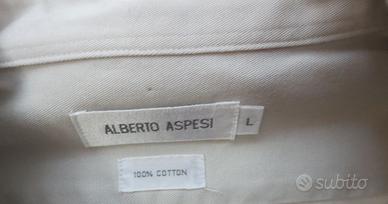 ALBERTO ASPESI L
100% COTTON
subito